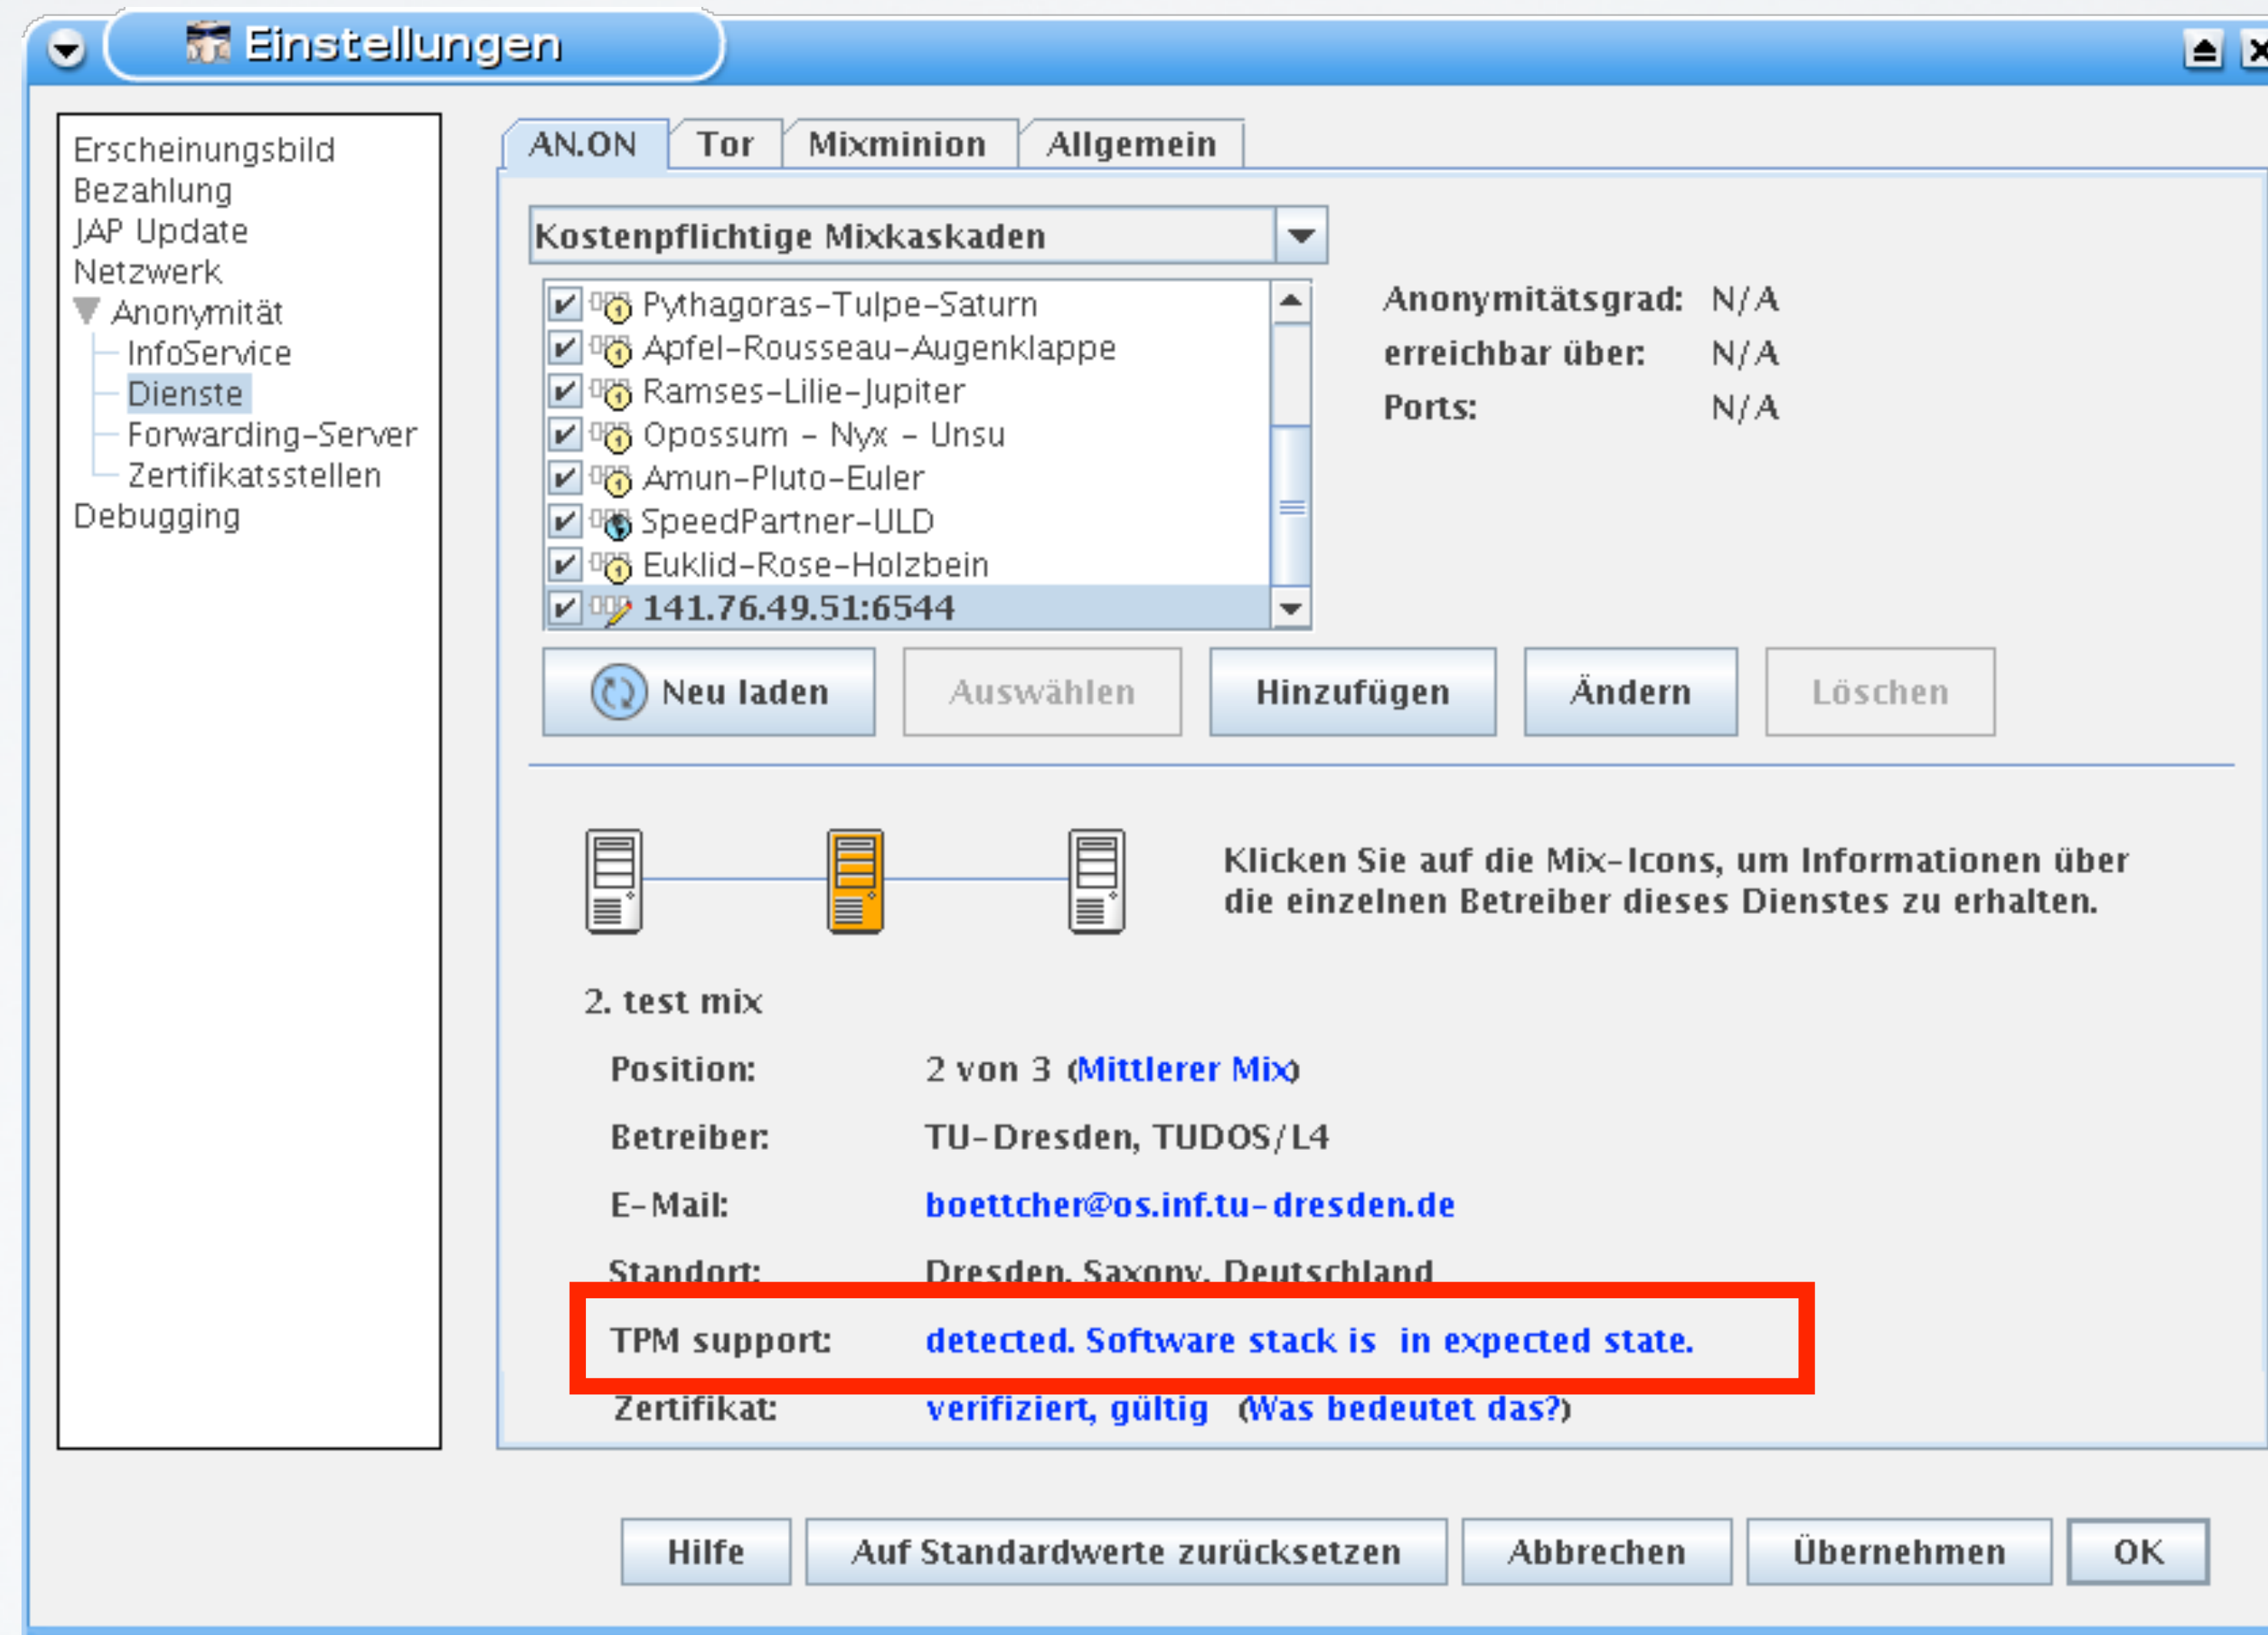 Einstellungen
Erscheinungsbild
Bezahlung
JAP Update
Netzwerk
Anonymität
InfoService
Dienste
Forwarding-Server
Zertifikatsstellen
Debugging
AN.ON Tor Mixminion Allgemein
Kostenpflichtige Mixkaskaden
Pythagoras-Tulpe-Saturn
Apfel-Rousseau-Augenklappe
Ramses-Lilie-Jupiter
Opossum - Nyx - Unsu
Amun-Pluto-Euler
SpeedPartner-ULD
Euklid-Rose-Holzbein
141.76.49.51:6544
Anonymitätsgrad: N/A
erreichbar über: N/A
Ports: N/A
Neu laden Auswählen Hinzufügen Ändern Löschen
Klicken Sie auf die Mix-Icons, um Informationen über
die einzelnen Betreiber dieses Dienstes zu erhalten.
2. test mix
Position: 2 von 3 (Mittlerer Mix)
Betreiber: TU-Dresden, TUDOS/L4
E-Mail: boettcher@os.inf.tu-dresden.de
Standort: Dresden, Saxony, Deutschland
TPM support: detected. Software stack is in expected state.
Zertifikat: verifiziert, gültig (Was bedeutet das?)
Hilfe Auf Standardwerte zurücksetzen Abbrechen Übernehmen OK